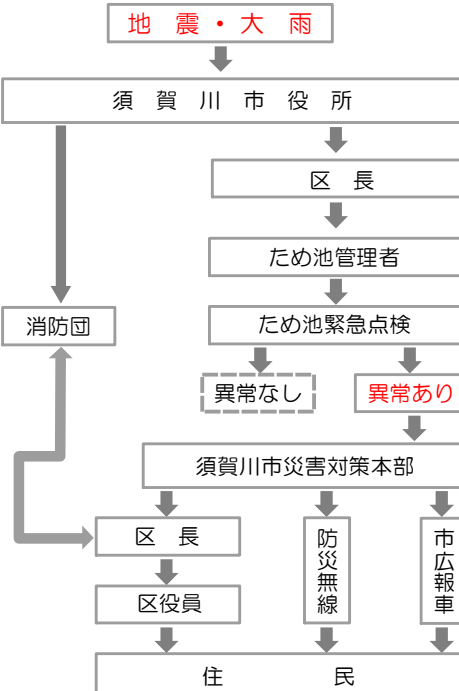 地 震・大 雨
須 賀 川 市 役 所
区 長
ため池管理者
消防団
ため池緊急点検
異常なし
異常あり
須賀川市災害対策本部
区 長
防災無線
市広報車
区役員
住 民